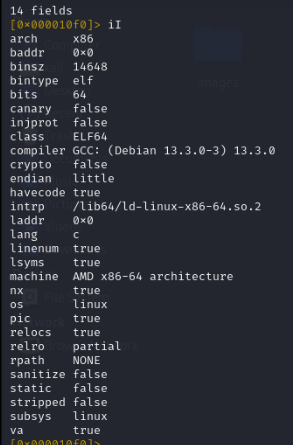 14 fields
[0×000010f0]> iI
arch x86
baddr 0×0
binsz 14648
bintype elf
bits 64
canary false
injprot false
class ELF64
compiler GCC: (Debian 13.3.0-3) 13.3.0
crypto false
endian little
havecode true
intrp /lib64/ld-linux-x86-64.so.2
laddr 0×0
lang c
linenum true
lsyms true
machine AMD x86-64 architecture
nx true
os linux
pic true
relocs true
relro partial
rpath NONE
sanitize false
static false
stripped false
subsys linux
va true
[0×000010f0]>